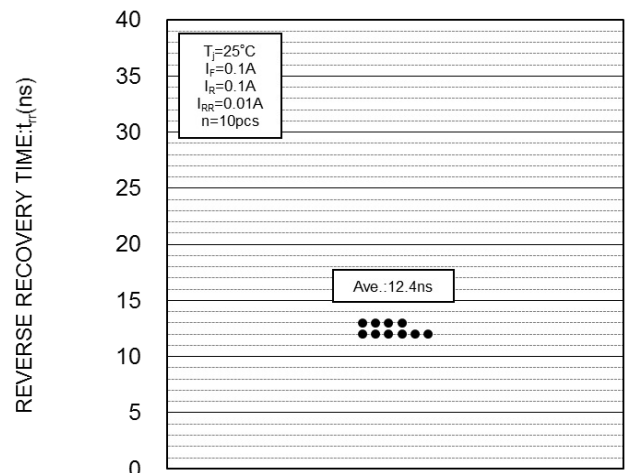 REVERSE RECOVERY TIME:trr(ns)
40
35
30
25
20
15
10
5
0
Tj=25°C
IF=0.1A
IR=0.1A
IRR=0.01A
n=10pcs
Ave.:12.4ns